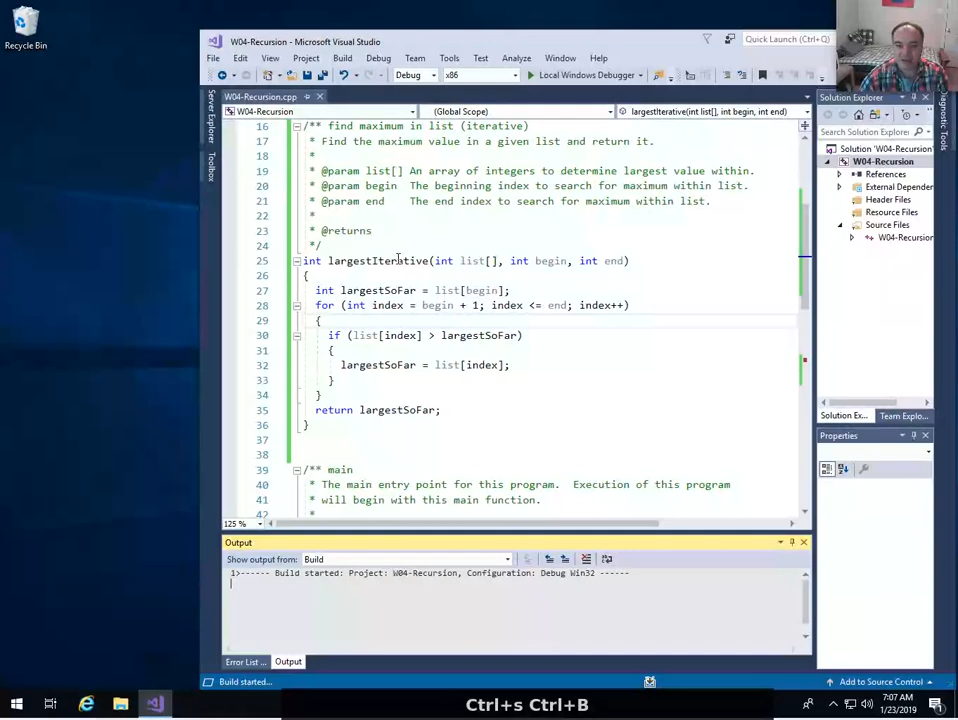 Recycle Bin
W04-Recursion - Microsoft Visual Studio
Quick Launch (Ctrl+Q)
File Edit View Project Build Debug Team Tools Test Analyze Window Help
Debug x86 Local Windows Debugger
W04-Recursion.cpp
W04-Recursion (Global Scope) largestIterative(int list[], int begin, int end)
Server Explorer
Toolbox
16 /** find maximum in list (iterative)
17 * Find the maximum value in a given list and return it.
18 *
19 * @param list[] An array of integers to determine largest value within.
20 * @param begin The beginning index to search for maximum within list.
21 * @param end The end index to search for maximum within list.
22 *
23 * @returns
24 */
25 int largestIterative(int list[], int begin, int end)
26 {
27 int largestSoFar = list[begin];
28 for (int index = begin + 1; index <= end; index++)
29 {
30 if (list[index] > largestSoFar)
31 {
32 largestSoFar = list[index];
33 }
34 }
35 return largestSoFar;
36 }
37
38
39 /** main
40 * The main entry point for this program. Execution of this program
41 * will begin with this main function.
42 *
125 %
Solution Explorer
Search Solution Explorer
Solution 'W04-Recursion'
W04-Recursion
References
External Depende
Header Files
Resource Files
Source Files
W04-Recursion
Solution Ex... Team Explo...
Properties
Diagnostic Tools
Output
Show output from: Build
1>------ Build started: Project: W04-Recursion, Configuration: Debug Win32 ------
Error List ... Output
Build started... Add to Source Control
Ctrl+s Ctrl+B
7:07 AM
1/23/2019